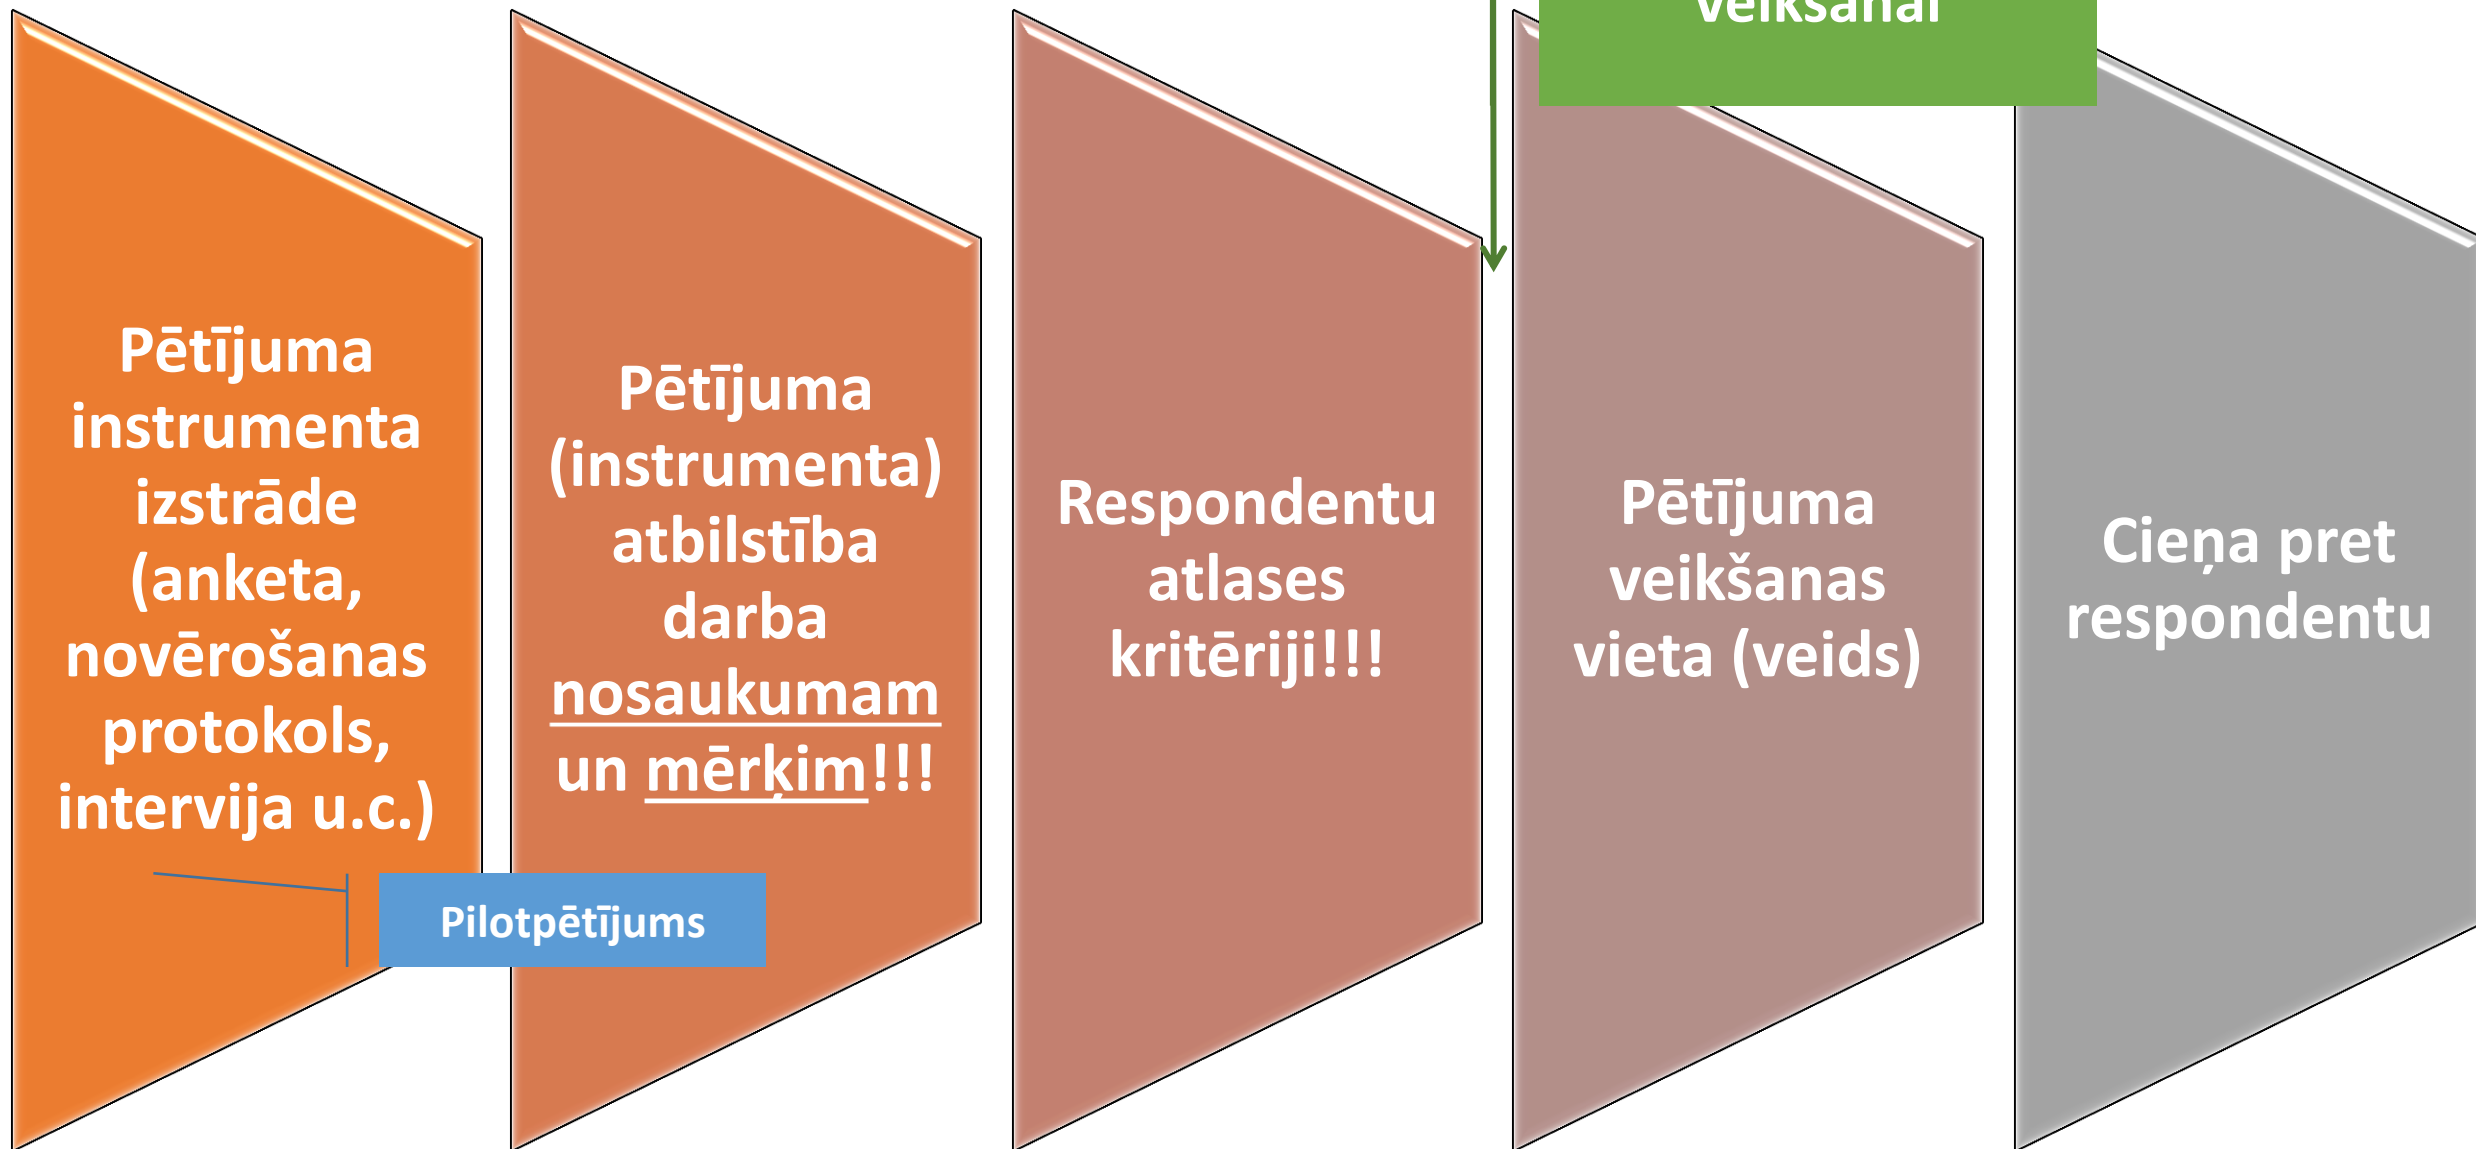 veikšanai
Pētījuma
instrumenta
izstrāde
(anketa,
novērošanas
protokols,
intervija u.c.)
Pilotpētījums
Pētījuma
(instrumenta)
atbilstība
darba
nosaukumam
un mērķim!!!
Respondentu
atlases
kritēriji!!!
Pētījuma
veikšanas
vieta (veids)
Cieņa pret
respondentu